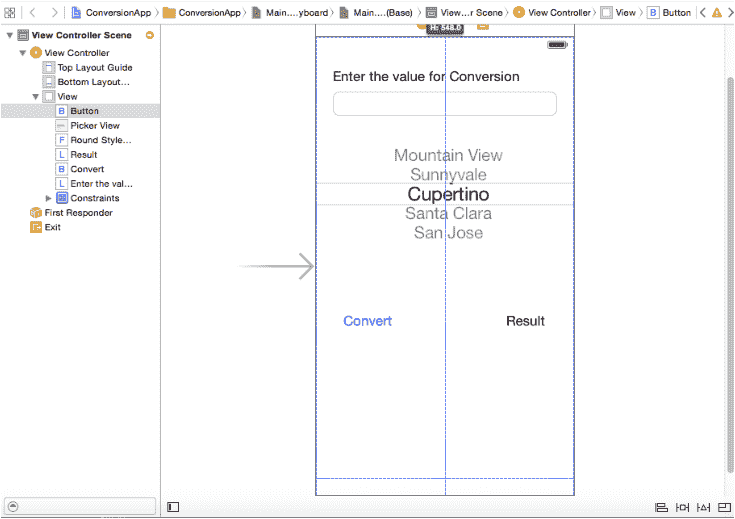 ConversionApp ConversionApp Main....yboard Main....(Base) View...r Scene View Controller View B Button
View Controller Scene
View Controller
Top Layout Guide
Bottom Layout...
View
B Button
Picker View
F Round Style...
L Result
B Convert
L Enter the val...
Constraints
First Responder
Exit
Enter the value for Conversion
Mountain View
Sunnyvale
Cupertino
Santa Clara
San Jose
Convert Result